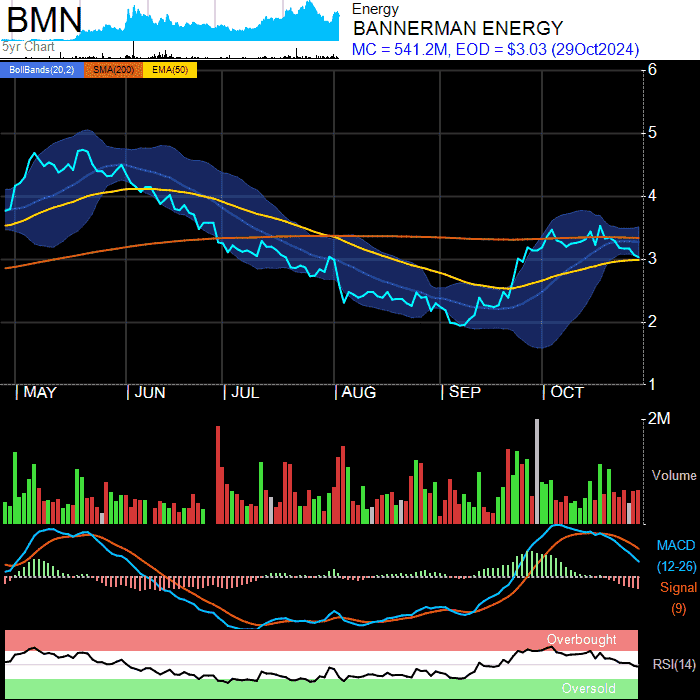 BMN
5yr Chart
Energy
BANNERMAN ENERGY
MC = 541.2M, EOD = $3.03 (29Oct2024)
BollBands(20,2) SMA(200) EMA(50)
6
5
4
3
2
1
MAY JUN JUL AUG SEP OCT
2M
Volume
MACD
(12-26)
Signal
(9)
Overbought
RSI(14)
Oversold